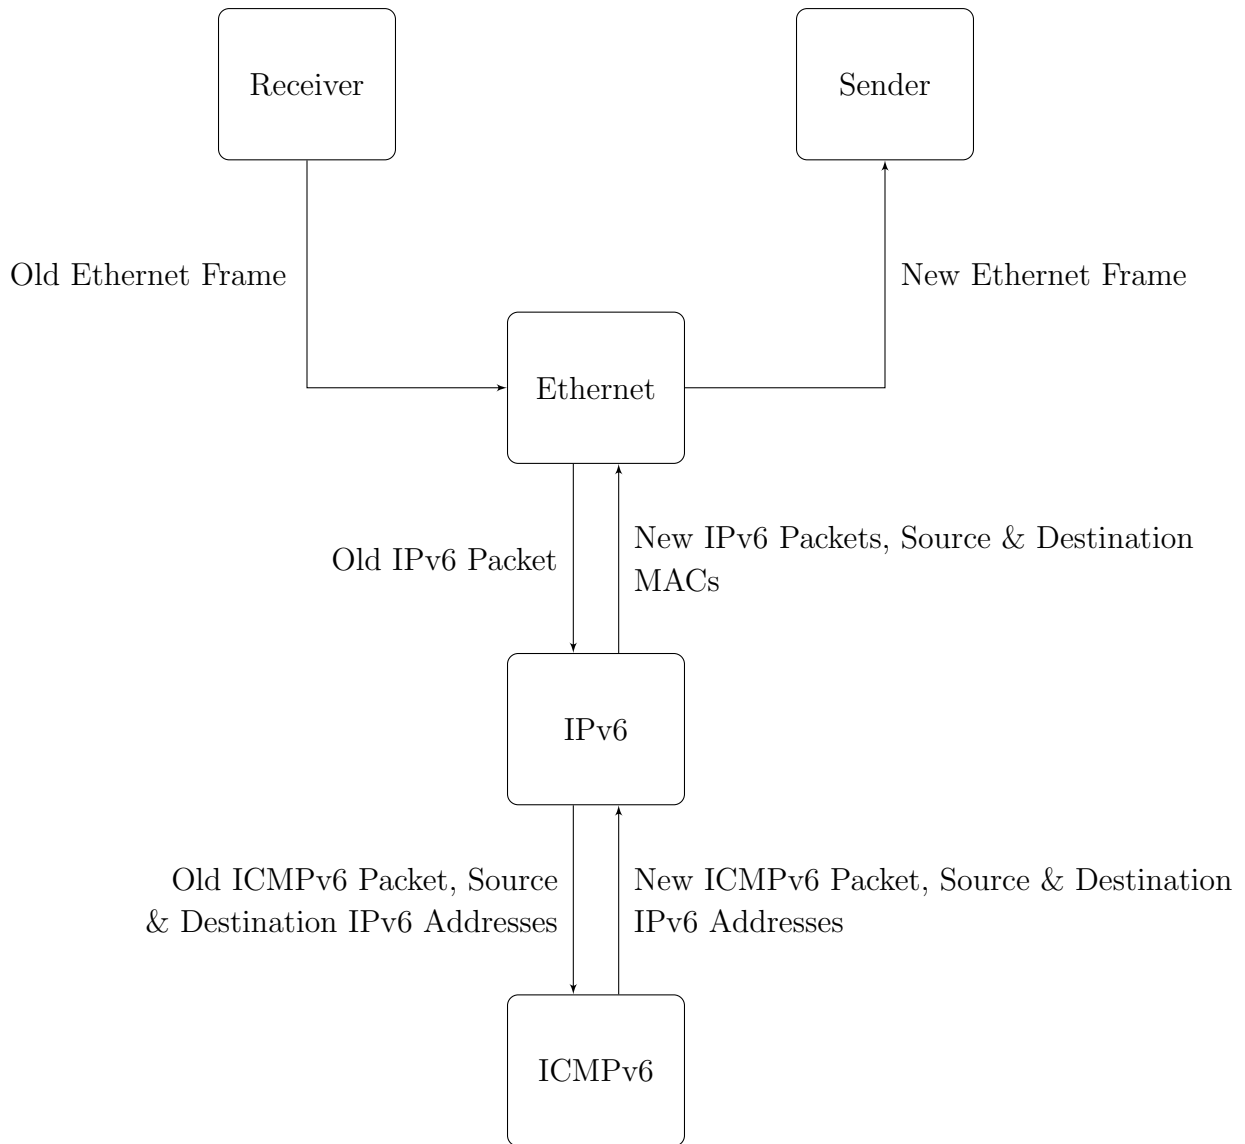 Receiver
Sender
Old Ethernet Frame
New Ethernet Frame
Ethernet
Old IPv6 Packet
New IPv6 Packets, Source & Destination
MACs
IPv6
Old ICMPv6 Packet, Source
& Destination IPv6 Addresses
New ICMPv6 Packet, Source & Destination
IPv6 Addresses
ICMPv6